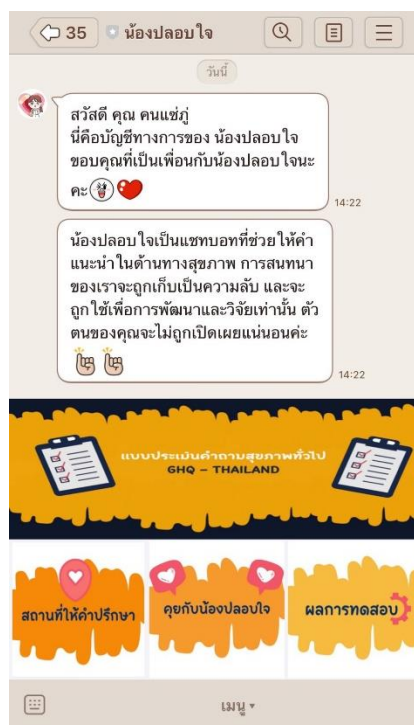 35 น้องปลอบใจ
วันนี้
สวัสดี คุณ คนแซ่ภู่
นี่คือบัญชีทางการของ น้องปลอบใจ
ขอบคุณที่เป็นเพื่อนกับน้องปลอบใจนะ
คะ
14:22
น้องปลอบใจเป็นแชทบอทที่ช่วยให้คำ
แนะนำในด้านทางสุขภาพ การสนทนา
ของเราจะถูกเก็บเป็นความลับ และจะ
ถูกใช้เพื่อการพัฒนาและวิจัยเท่านั้น ตัว
ตนของคุณจะไม่ถูกเปิดเผยแน่นอนค่ะ
14:22
แบบประเมินคำถามสุขภาพทั่วไป
GHQ – THAILAND
สถานที่ให้คำปรึกษา
คุยกับน้องปลอบใจ
ผลการทดสอบ
เมนู